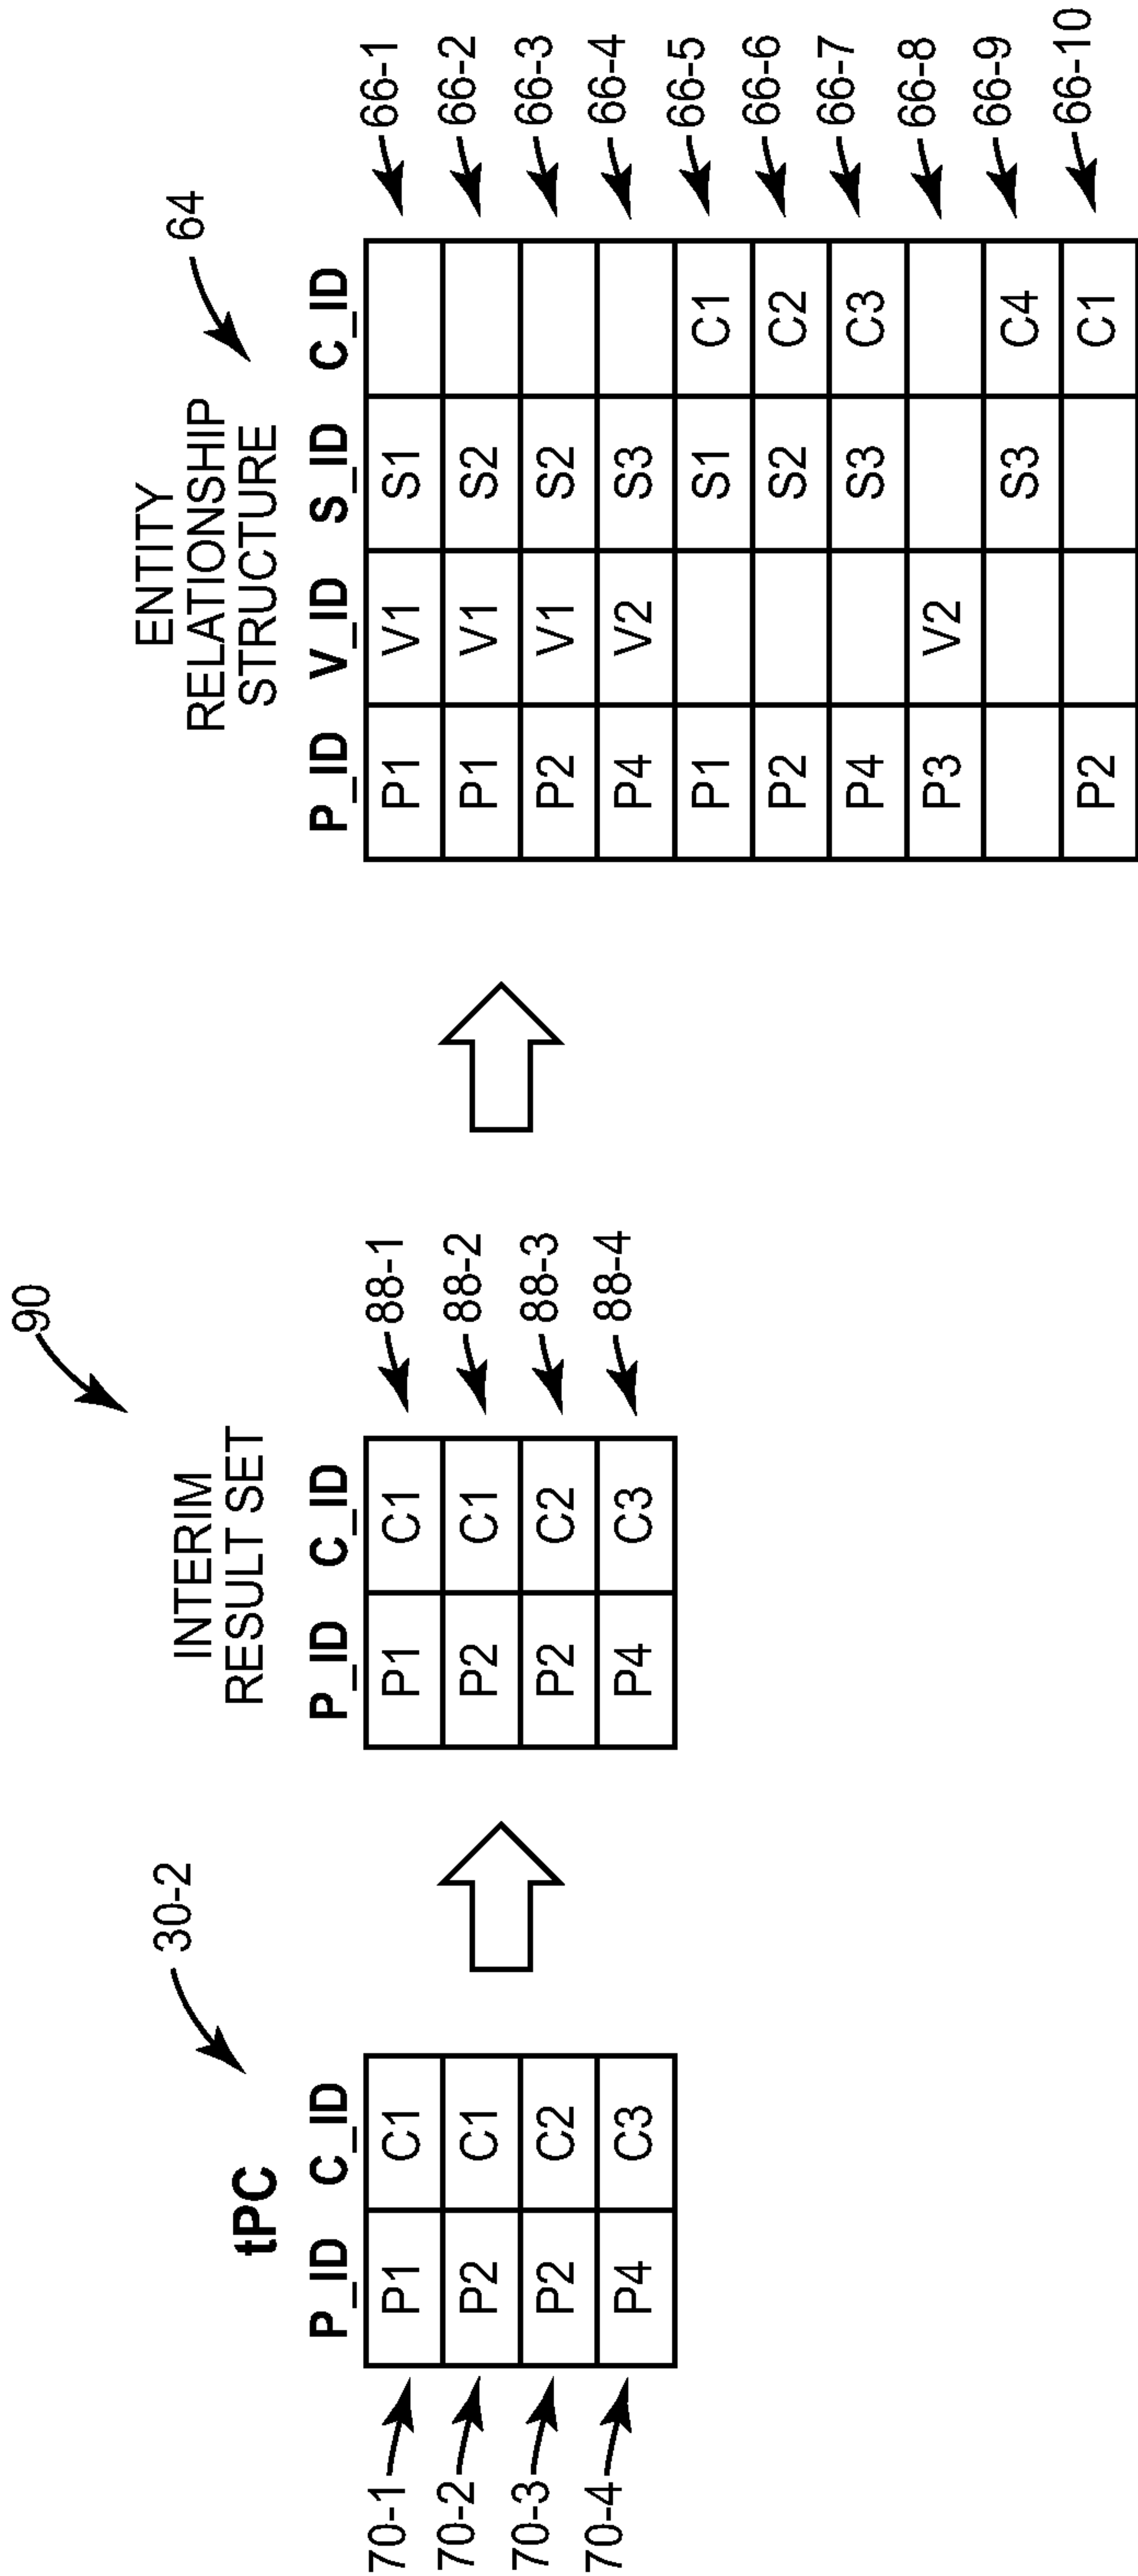 90
30-2
tPC
P_ID C_ID
70-1 P1 C1
70-2 P2 C1
70-3 P2 C2
70-4 P4 C3
INTERIM
RESULT SET
P_ID C_ID
P1 C1 88-1
P2 C1 88-2
P2 C2 88-3
P4 C3 88-4
ENTITY
RELATIONSHIP
STRUCTURE
64
P_ID V_ID S_ID C_ID
P1 V1 S1 66-1
P1 V1 S2 66-2
P2 V1 S2 66-3
P4 V2 S3 66-4
P1 S1 C1 66-5
P2 S2 C2 66-6
P4 S3 C3 66-7
P3 V2 66-8
S3 C4 66-9
P2 C1 66-10